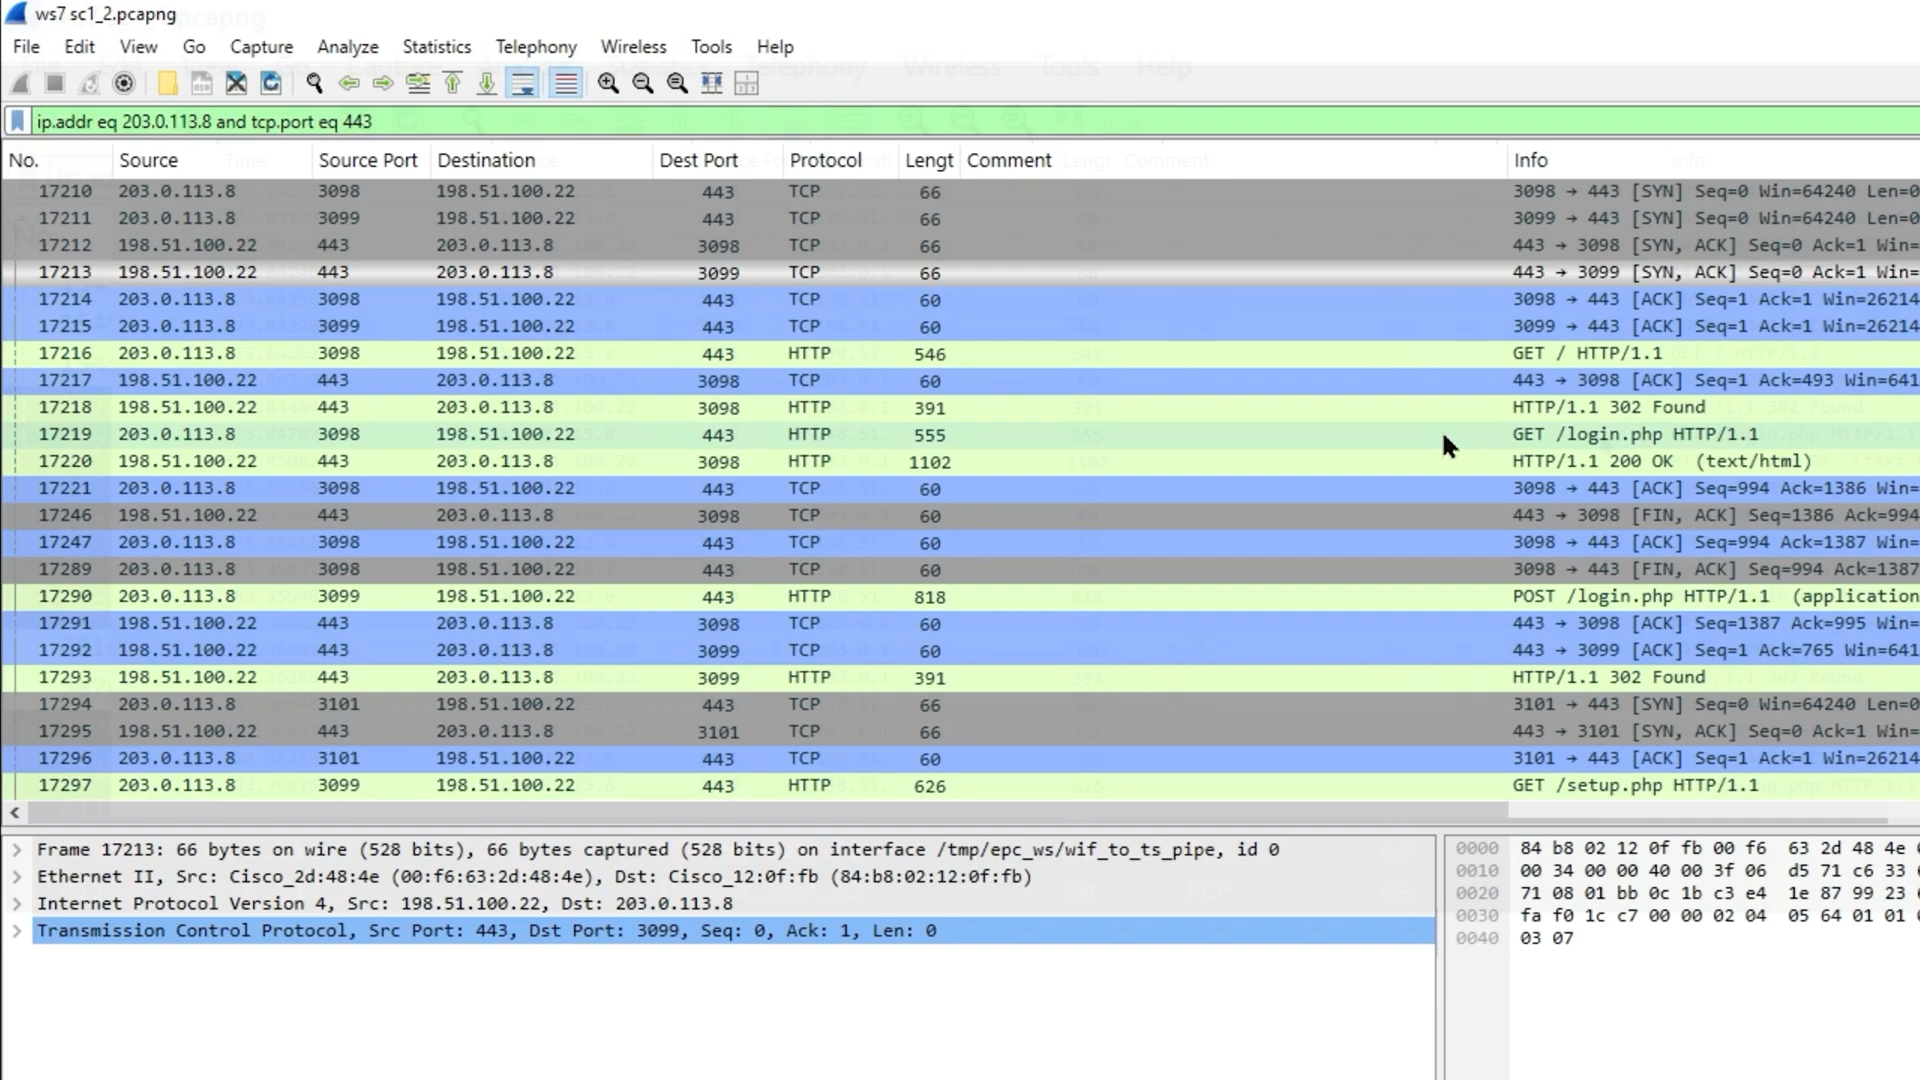 ws7 sc1_2.pcapng
File Edit View Go Capture Analyze Statistics Telephony Wireless Tools Help
ip.addr eq 203.0.113.8 and tcp.port eq 443
No. Source Source Port Destination Dest Port Protocol Lengt Comment Info
17210 203.0.113.8 3098 198.51.100.22 443 TCP 66 3098 → 443 [SYN] Seq=0 Win=64240 Len=0
17211 203.0.113.8 3099 198.51.100.22 443 TCP 66 3099 → 443 [SYN] Seq=0 Win=64240 Len=0
17212 198.51.100.22 443 203.0.113.8 3098 TCP 66 443 → 3098 [SYN, ACK] Seq=0 Ack=1 Win=
17213 198.51.100.22 443 203.0.113.8 3099 TCP 66 443 → 3099 [SYN, ACK] Seq=0 Ack=1 Win=
17214 203.0.113.8 3098 198.51.100.22 443 TCP 60 3098 → 443 [ACK] Seq=1 Ack=1 Win=26214
17215 203.0.113.8 3099 198.51.100.22 443 TCP 60 3099 → 443 [ACK] Seq=1 Ack=1 Win=26214
17216 203.0.113.8 3098 198.51.100.22 443 HTTP 546 GET / HTTP/1.1
17217 198.51.100.22 443 203.0.113.8 3098 TCP 60 443 → 3098 [ACK] Seq=1 Ack=493 Win=641
17218 198.51.100.22 443 203.0.113.8 3098 HTTP 391 HTTP/1.1 302 Found
17219 203.0.113.8 3098 198.51.100.22 443 HTTP 555 GET /login.php HTTP/1.1
17220 198.51.100.22 443 203.0.113.8 3098 HTTP 1102 HTTP/1.1 200 OK (text/html)
17221 203.0.113.8 3098 198.51.100.22 443 TCP 60 3098 → 443 [ACK] Seq=994 Ack=1386 Win=
17246 198.51.100.22 443 203.0.113.8 3098 TCP 60 443 → 3098 [FIN, ACK] Seq=1386 Ack=994
17247 203.0.113.8 3098 198.51.100.22 443 TCP 60 3098 → 443 [ACK] Seq=994 Ack=1387 Win=
17289 203.0.113.8 3098 198.51.100.22 443 TCP 60 3098 → 443 [FIN, ACK] Seq=994 Ack=1387
17290 203.0.113.8 3099 198.51.100.22 443 HTTP 818 POST /login.php HTTP/1.1 (application
17291 198.51.100.22 443 203.0.113.8 3098 TCP 60 443 → 3098 [ACK] Seq=1387 Ack=995 Win=
17292 198.51.100.22 443 203.0.113.8 3099 TCP 60 443 → 3099 [ACK] Seq=1 Ack=765 Win=641
17293 198.51.100.22 443 203.0.113.8 3099 HTTP 391 HTTP/1.1 302 Found
17294 203.0.113.8 3101 198.51.100.22 443 TCP 66 3101 → 443 [SYN] Seq=0 Win=64240 Len=0
17295 198.51.100.22 443 203.0.113.8 3101 TCP 66 443 → 3101 [SYN, ACK] Seq=0 Ack=1 Win=
17296 203.0.113.8 3101 198.51.100.22 443 TCP 60 3101 → 443 [ACK] Seq=1 Ack=1 Win=26214
17297 203.0.113.8 3099 198.51.100.22 443 HTTP 626 GET /setup.php HTTP/1.1
Frame 17213: 66 bytes on wire (528 bits), 66 bytes captured (528 bits) on interface /tmp/epc_ws/wif_to_ts_pipe, id 0
Ethernet II, Src: Cisco_2d:48:4e (00:f6:63:2d:48:4e), Dst: Cisco_12:0f:fb (84:b8:02:12:0f:fb)
Internet Protocol Version 4, Src: 198.51.100.22, Dst: 203.0.113.8
Transmission Control Protocol, Src Port: 443, Dst Port: 3099, Seq: 0, Ack: 1, Len: 0
0000 84 b8 02 12 0f fb 00 f6 63 2d 48 4e
0010 00 34 00 00 40 00 3f 06 d5 71 c6 33
0020 71 08 01 bb 0c 1b c3 e4 1e 87 99 23
0030 fa f0 1c c7 00 00 02 04 05 64 01 01
0040 03 07